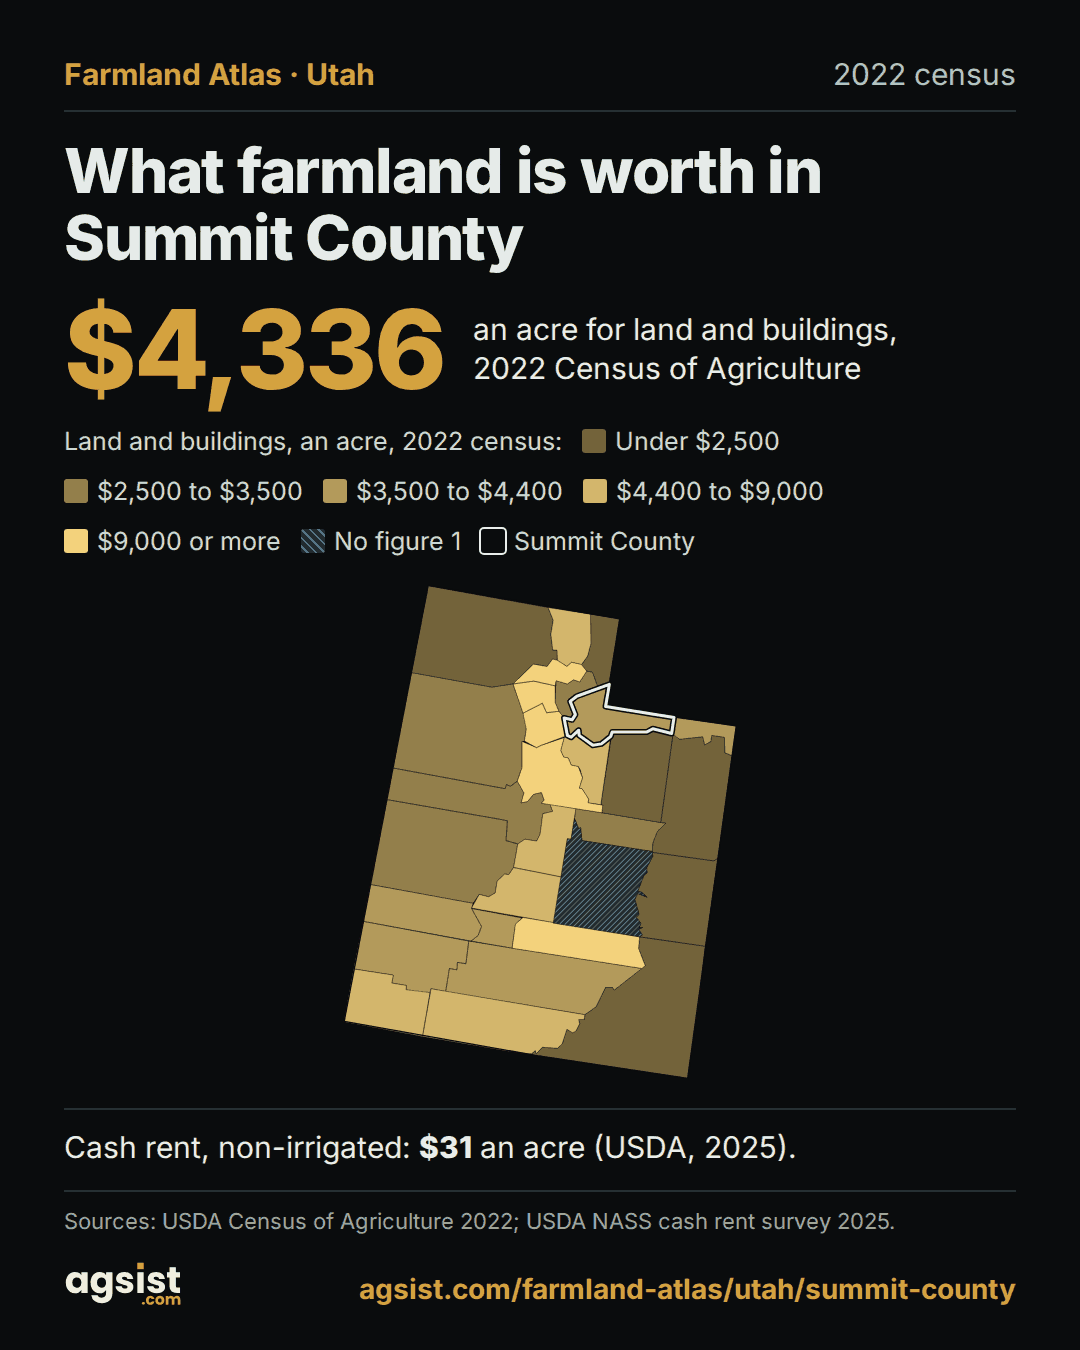 Farmland Atlas · Utah
2022 census
What farmland is worth in
Summit County
$4,336
an acre for land and buildings,
2022 Census of Agriculture
Land and buildings, an acre, 2022 census: Under $2,500
$2,500 to $3,500 $3,500 to $4,400 $4,400 to $9,000
$9,000 or more No figure 1 Summit County
Cash rent, non-irrigated: $31 an acre (USDA, 2025).
Sources: USDA Census of Agriculture 2022; USDA NASS cash rent survey 2025.
agsist
.com
agsist.com/farmland-atlas/utah/summit-county